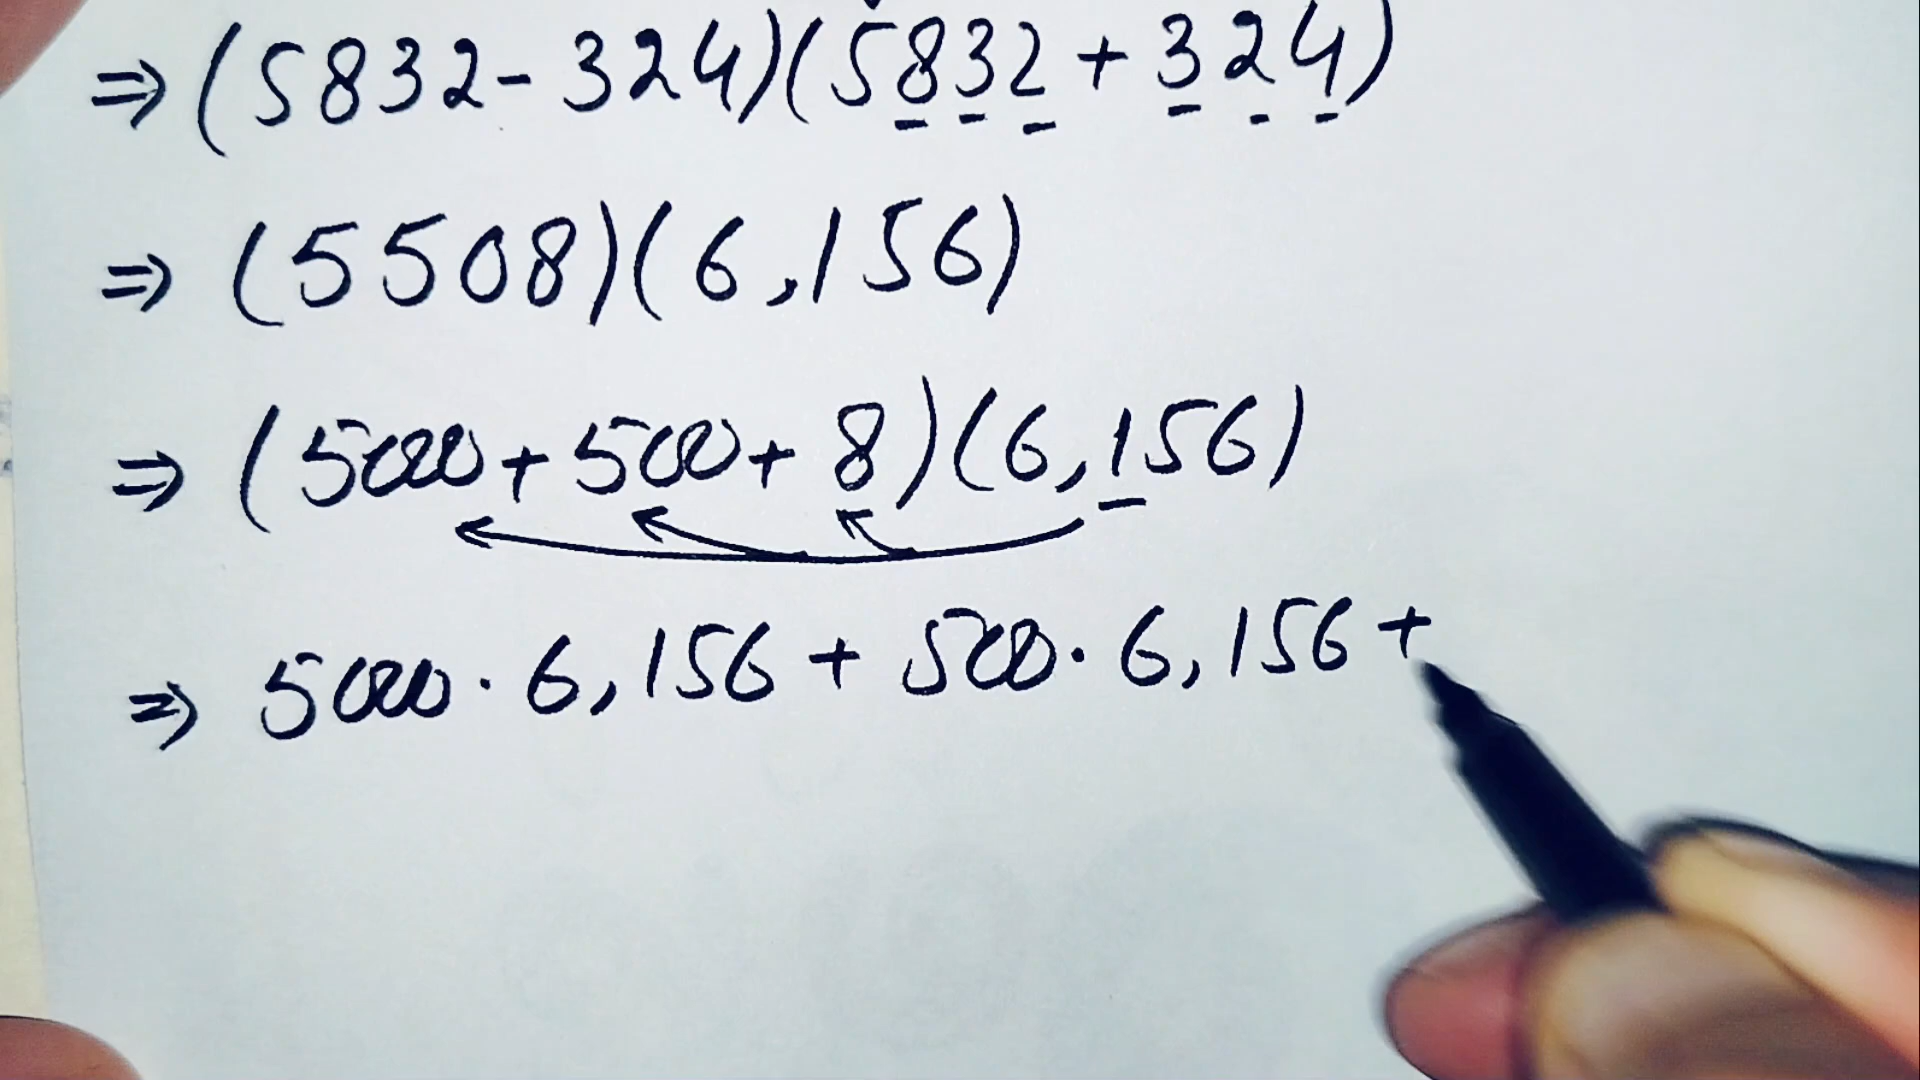 ⇒ (5832 - 324)(5832 + 324)
⇒ (5508)(6,156)
⇒ (5000 + 500 + 8)(6,156)
⇒ 5000 · 6,156 + 500 · 6,156 +